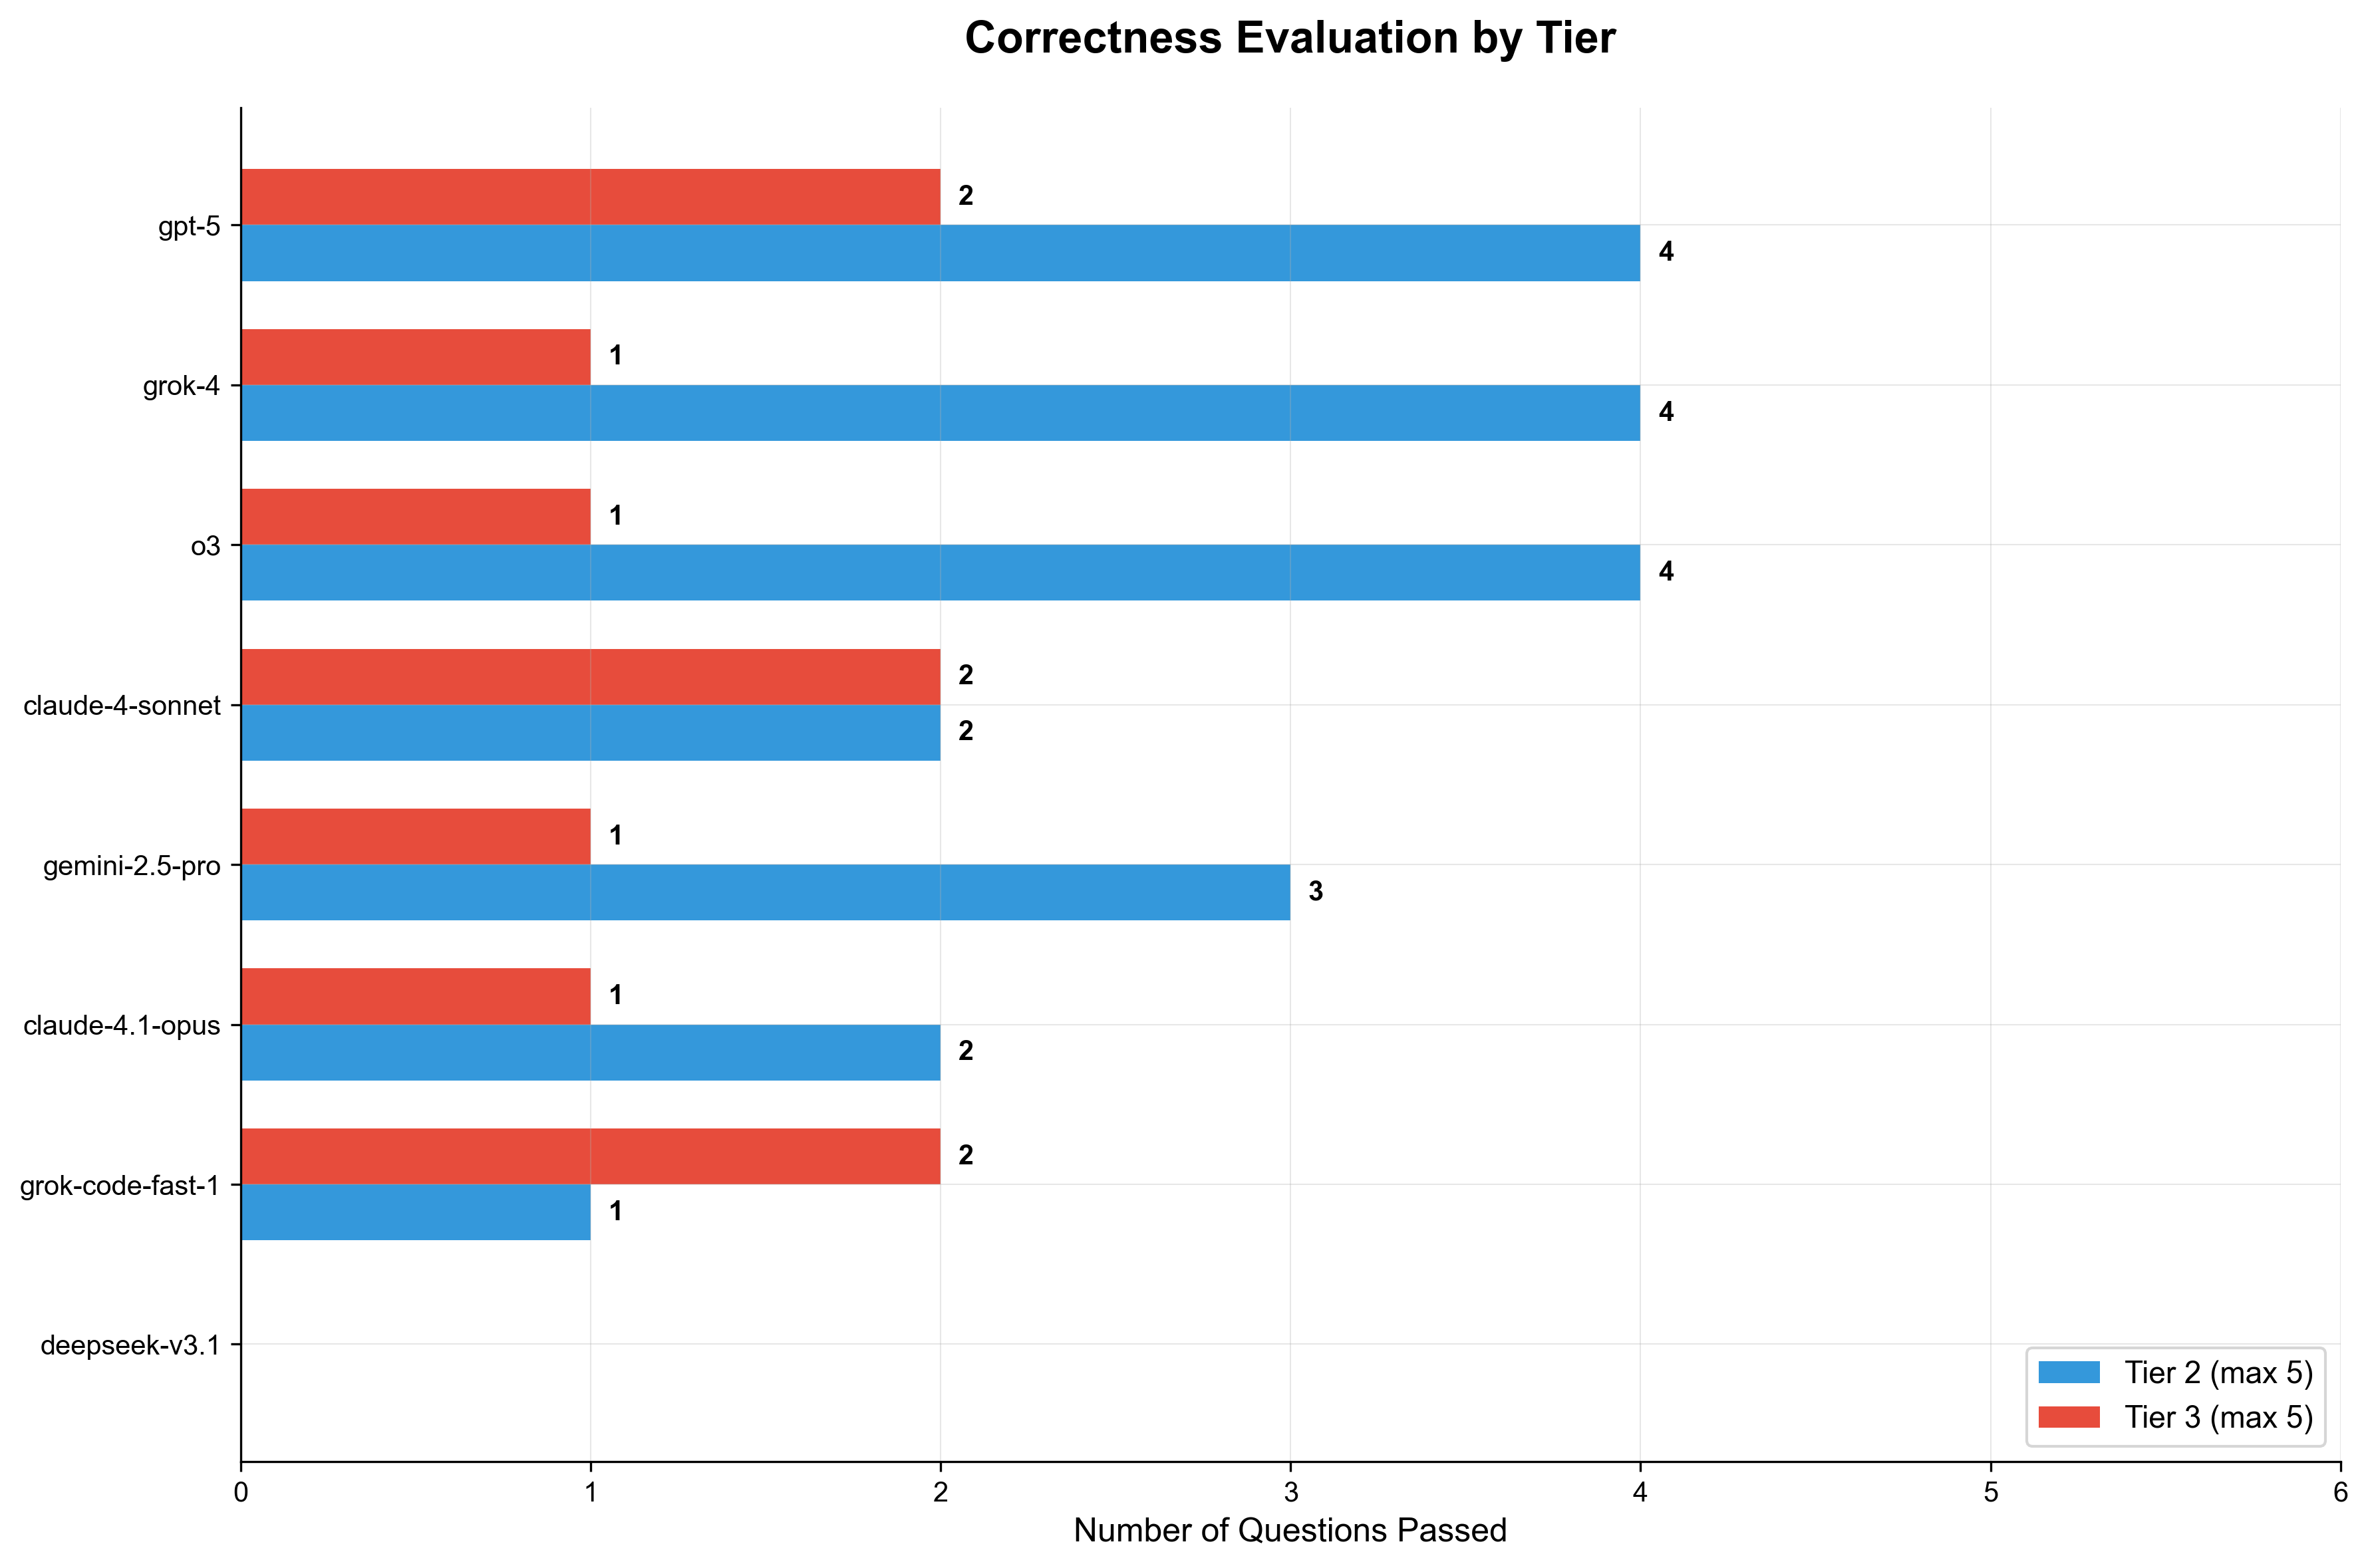 Correctness Evaluation by Tier
gpt-5
2
4
grok-4
1
4
o3
1
4
claude-4-sonnet
2
2
gemini-2.5-pro
1
3
claude-4.1-opus
1
2
grok-code-fast-1
2
1
deepseek-v3.1
Tier 2 (max 5)
Tier 3 (max 5)
0 1 2 3 4 5 6
Number of Questions Passed